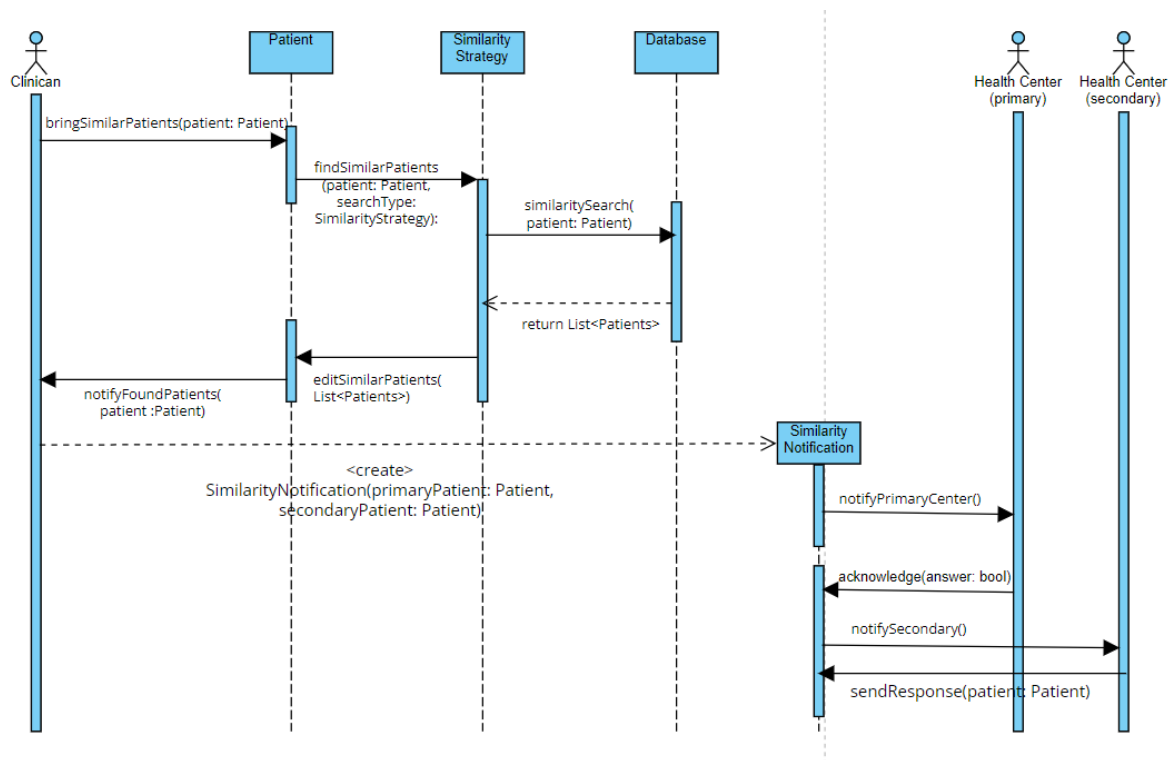 Patient
Similarity
Strategy
Database
Clinican
Health Center
(primary)
Health Center
(secondary)
bringSimilarPatients(patient: Patient)
findSimilarPatients
(patient: Patient,
searchType:
SimilarityStrategy):
similaritySearch(
patient: Patient)
return List<Patients>
editSimilarPatients(
List<Patients>)
notifyFoundPatients(
patient :Patient)
<create>
SimilarityNotification(primaryPatient: Patient,
secondaryPatient: Patient)
Similarity
Notification
notifyPrimaryCenter()
acknowledge(answer: bool)
notifySecondary()
sendResponse(patient: Patient)